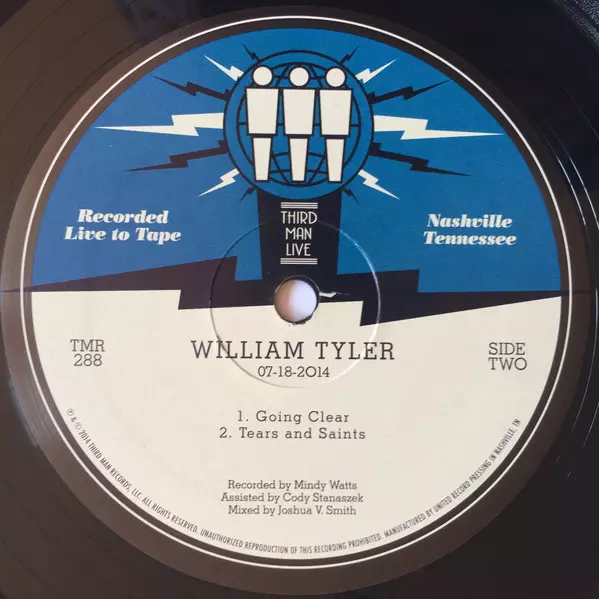 Recorded
Live to Tape
THIRD
MAN
LIVE
Nashville
Tennessee
TMR
288
WILLIAM TYLER
07-18-2014
SIDE
TWO
1. Going Clear
2. Tears and Saints
Recorded by Mindy Watts
Assisted by Cody Stanaszek
Mixed by Joshua V. Smith
℗ & © 2014 THIRD MAN RECORDS, LLC. ALL RIGHTS RESERVED. UNAUTHORIZED REPRODUCTION OF THIS RECORDING PROHIBITED. MANUFACTURED BY UNITED RECORD PRESSING IN NASHVILLE, TN